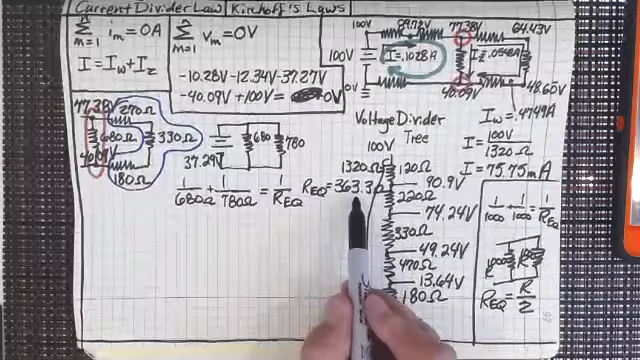 Current Divider Law
Kirchoff's Laws
n
Σ i_m = 0A
m=1
I = I_w + I_z
n
Σ v_m = 0V
m=1
-10.28V -12.34V -37.27V
-40.09V +100V = 0V
100V
89.72V
77.38V
64.43V
100V
I=.1028A
0V
40.09V
48.60V
I_w=.4749A
77.38V
270Ω
680Ω
330Ω
40.09V
180Ω
680
780
37.29V
1/680Ω + 1/780Ω = 1/R_EQ
R_EQ=363.3Ω
Voltage Divider
Tree
100V
1320Ω
120Ω
90.9V
220Ω
74.24V
330Ω
49.24V
470Ω
13.64V
180Ω
I = 100V/1320Ω
I = 75.75mA
1/1000 1/1000 = 1/R_EQ
R_EQ = R/2